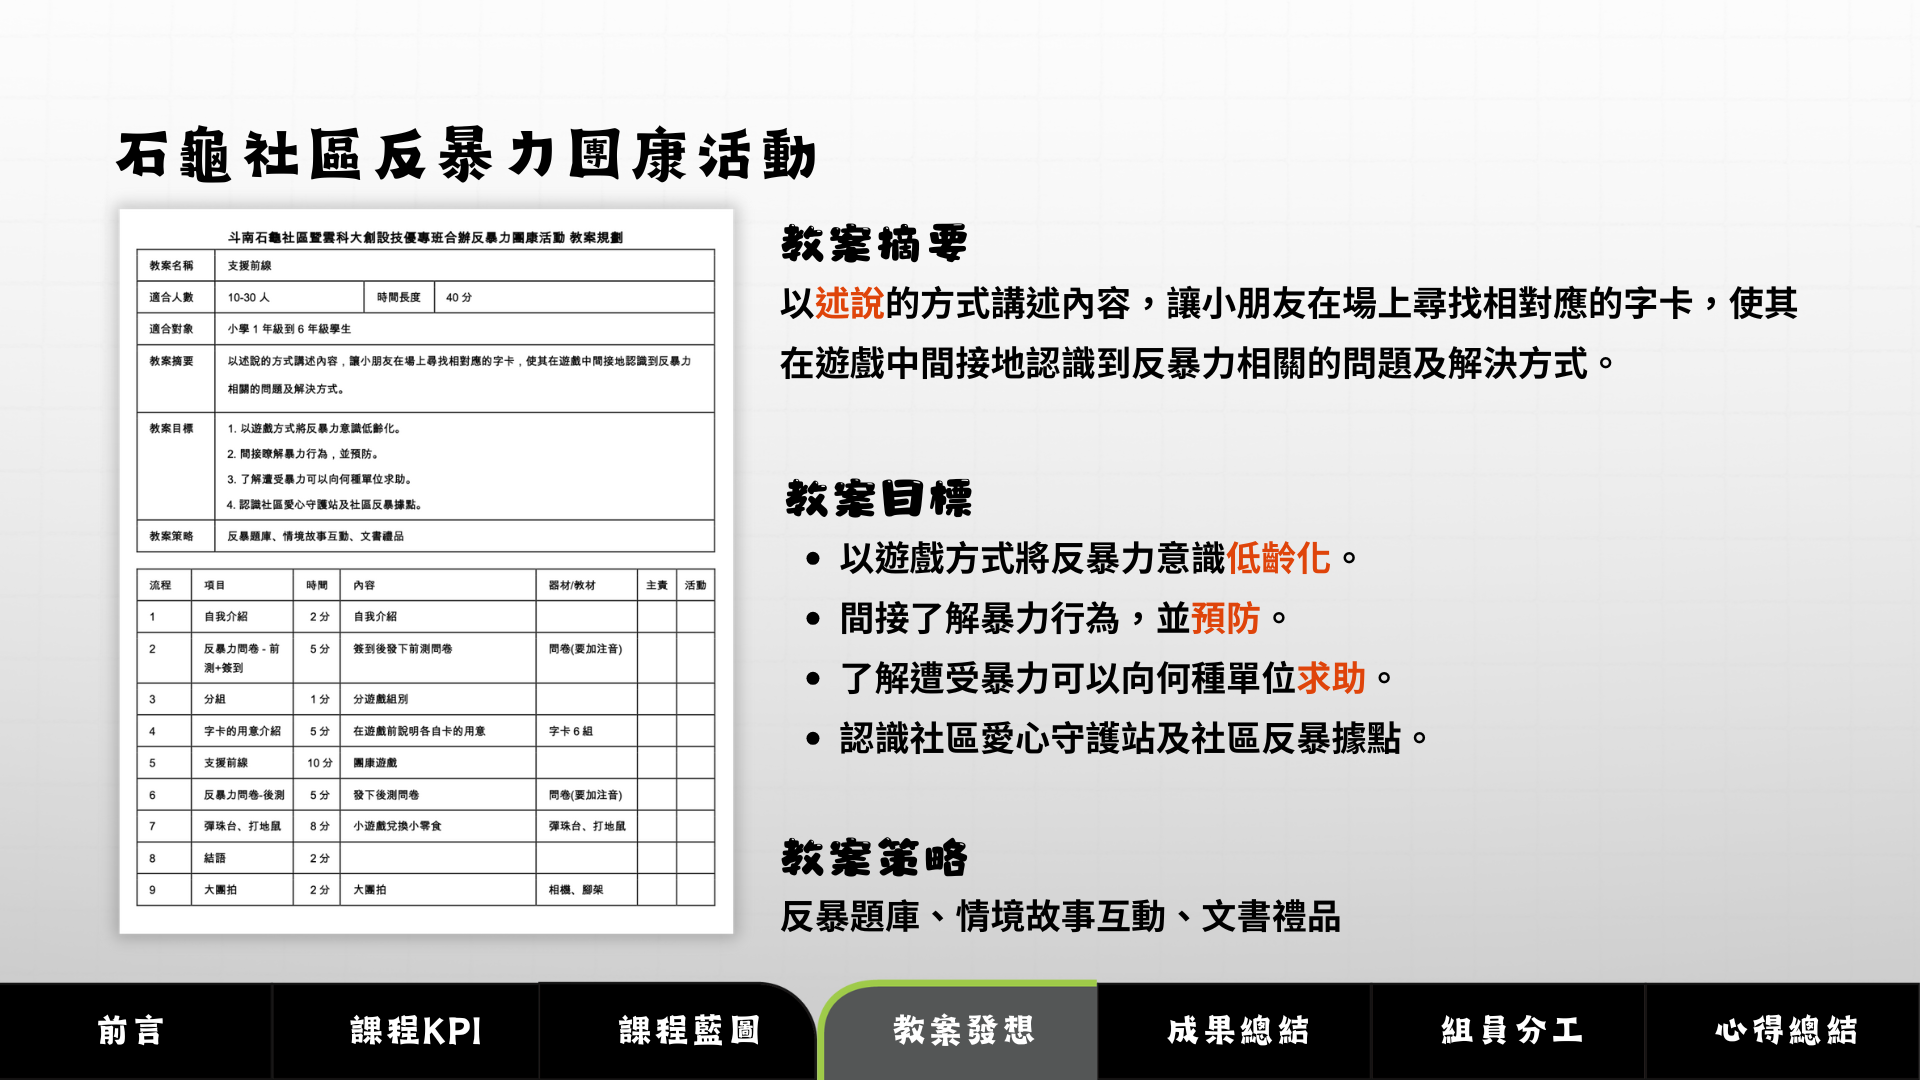 石龜社區反暴力團康活動
斗南石龜社區暨雲科大創設技優專班合辦反暴力團康活動 教案規劃
教案名稱 支援前線
適合人數 10-30 人 時間長度 40 分
適合對象 小學 1 年級到 6 年級學生
教案摘要 以述說的方式講述內容，讓小朋友在場上尋找相對應的字卡，使其在遊戲中間接地認識到反暴力
相關的問題及解決方式。
教案目標 1. 以遊戲方式將反暴力意識低齡化。
2. 間接瞭解暴力行為，並預防。
3. 了解遭受暴力可以向何種單位求助。
4. 認識社區愛心守護站及社區反暴據點。
教案策略 反暴題庫、情境故事互動、文書禮品
流程 項目 時間 內容 器材/教材 主責 活動
1 自我介紹 2 分 自我介紹
2 反暴力問卷 - 前 5 分 簽到後發下前測問卷 問卷(要加注音)
測+簽到
3 分組 1 分 分遊戲組別
4 字卡的用意介紹 5 分 在遊戲前說明各自卡的用意 字卡 6 組
5 支援前線 10 分 團康遊戲
6 反暴力問卷-後測 5 分 發下後測問卷 問卷(要加注音)
7 彈珠台、打地鼠 8 分 小遊戲兌換小零食 彈珠台、打地鼠
8 結語 2 分
9 大團拍 2 分 大團拍 相機、腳架
教案摘要
以述說的方式講述內容，讓小朋友在場上尋找相對應的字卡，使其
在遊戲中間接地認識到反暴力相關的問題及解決方式。
教案目標
• 以遊戲方式將反暴力意識低齡化。
• 間接了解暴力行為，並預防。
• 了解遭受暴力可以向何種單位求助。
• 認識社區愛心守護站及社區反暴據點。
教案策略
反暴題庫、情境故事互動、文書禮品
前言 課程KPI 課程藍圖 教案發想 成果總結 組員分工 心得總結